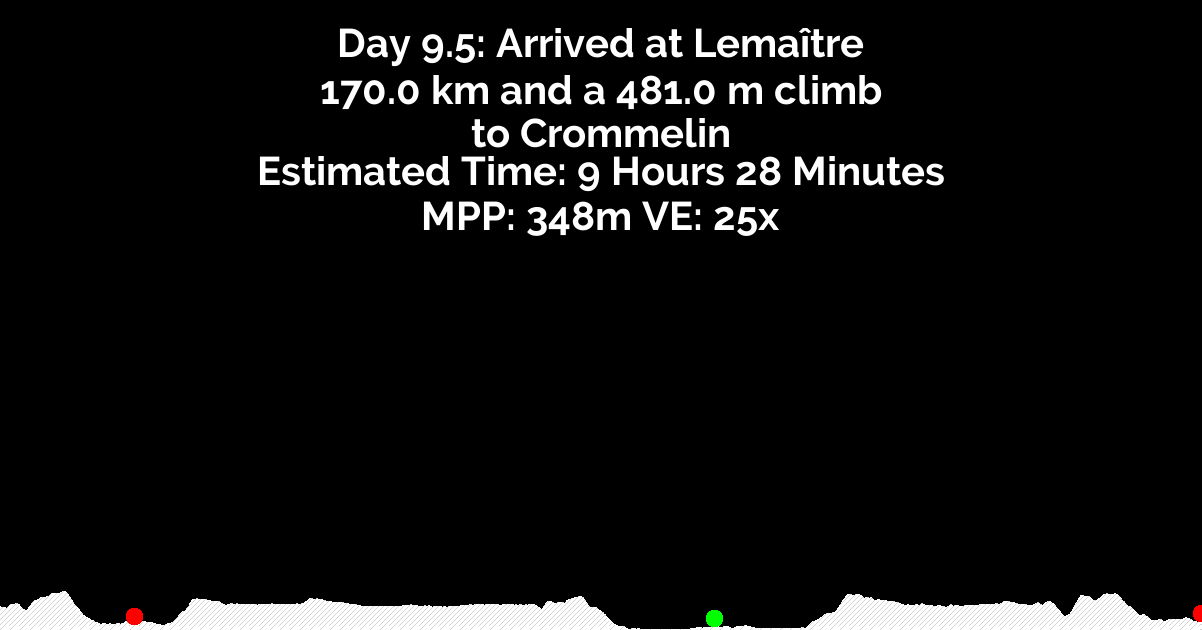 Day 9.5: Arrived at Lemaître
170.0 km and a 481.0 m climb
to Crommelin
Estimated Time: 9 Hours 28 Minutes
MPP: 348m VE: 25x